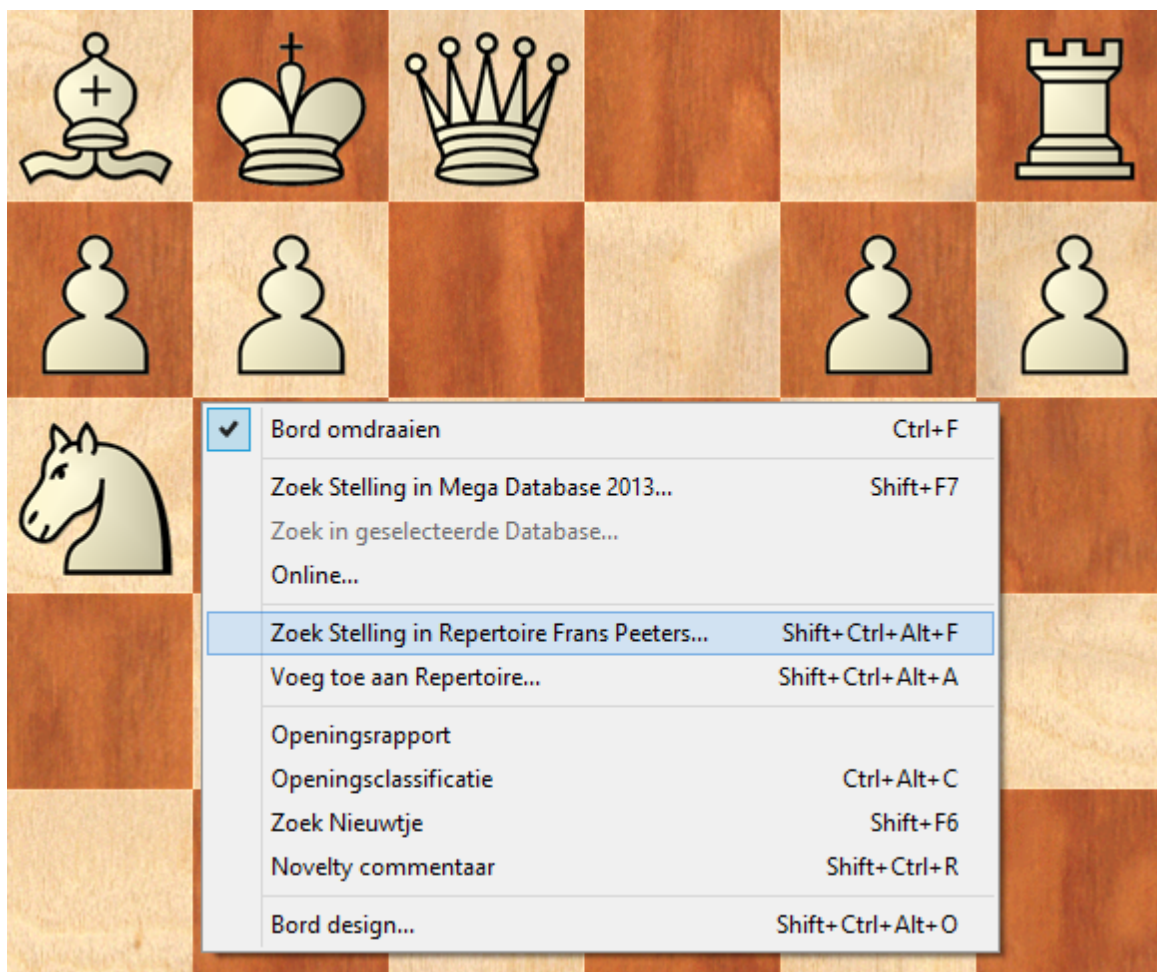 Bord omdraaien Ctrl+F
Zoek Stelling in Mega Database 2013... Shift+F7
Zoek in geselecteerde Database...
Online...
Zoek Stelling in Repertoire Frans Peeters... Shift+Ctrl+Alt+F
Voeg toe aan Repertoire... Shift+Ctrl+Alt+A
Openingsrapport
Openingsclassificatie Ctrl+Alt+C
Zoek Nieuwtje Shift+F6
Novelty commentaar Shift+Ctrl+R
Bord design... Shift+Ctrl+Alt+O